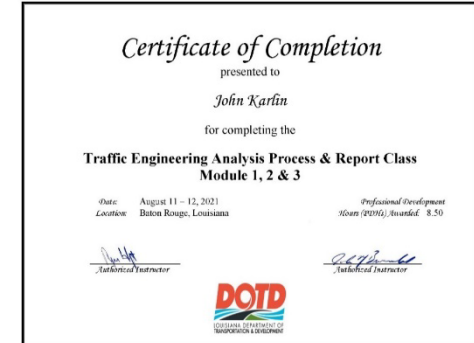 Certificate of Completion
presented to
John Karlin
for completing the
Traffic Engineering Analysis Process & Report Class
Module 1, 2 & 3
Date: August 11 – 12, 2021
Location: Baton Rouge, Louisiana
Professional Development
Hours (PDHs) Awarded: 8.50
Authorized Instructor
Authorized Instructor
DOTD
LOUISIANA DEPARTMENT OF
TRANSPORTATION & DEVELOPMENT